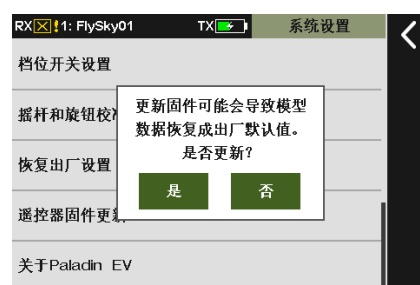 RX!1: FlySky01 TX 系统设置
档位开关设置
摇杆和旋钮校
更新固件可能会导致模型
数据恢复成出厂默认值。
是否更新?
恢复出厂设置
是 否
遥控器固件更
关于Paladin EV